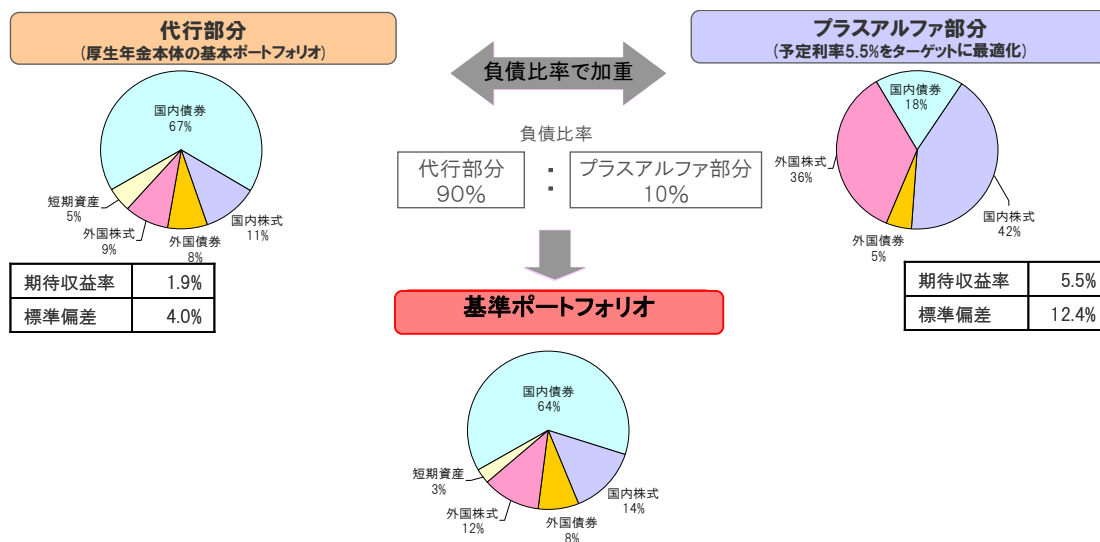 代行部分
(厚生年金本体の基本ポートフォリオ)
国内債券
67%
短期資産
5%
外国株式
9%
外国債券
8%
国内株式
11%
期待収益率 1.9%
標準偏差 4.0%
負債比率で加重
負債比率
代行部分
90%
：
プラスアルファ部分
10%
プラスアルファ部分
(予定利率5.5%をターゲットに最適化)
国内債券
18%
外国株式
36%
外国債券
5%
国内株式
42%
期待収益率 5.5%
標準偏差 12.4%
基準ポートフォリオ
国内債券
64%
短期資産
3%
外国株式
12%
外国債券
8%
国内株式
14%